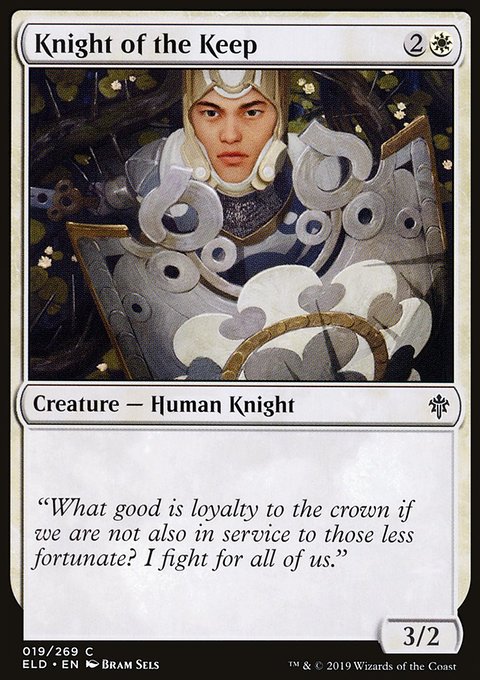 Knight of the Keep 2
Creature — Human Knight
“What good is loyalty to the crown if
we are not also in service to those less
fortunate? I fight for all of us.”
3/2
019/269 C
ELD • EN Bram Sels
™ & © 2019 Wizards of the Coast